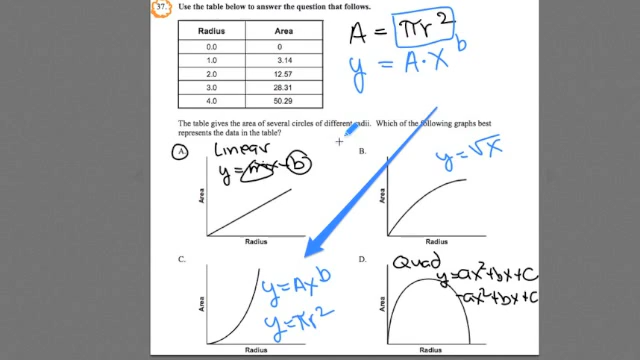 37. Use the table below to answer the question that follows.
Radius Area
0.0 0
1.0 3.14
2.0 12.57
3.0 28.31
4.0 50.29
A = πr²
y = A·x^b
The table gives the area of several circles of different radii. Which of the following graphs best
represents the data in the table?
A.
Linear
y = mx + b
Area
Radius
B.
y = √x
Area
Radius
C.
y = Ax^b
y = πr²
Area
Radius
D.
Quad
y = ax² + bx + c
-ax² + bx + c
Area
Radius